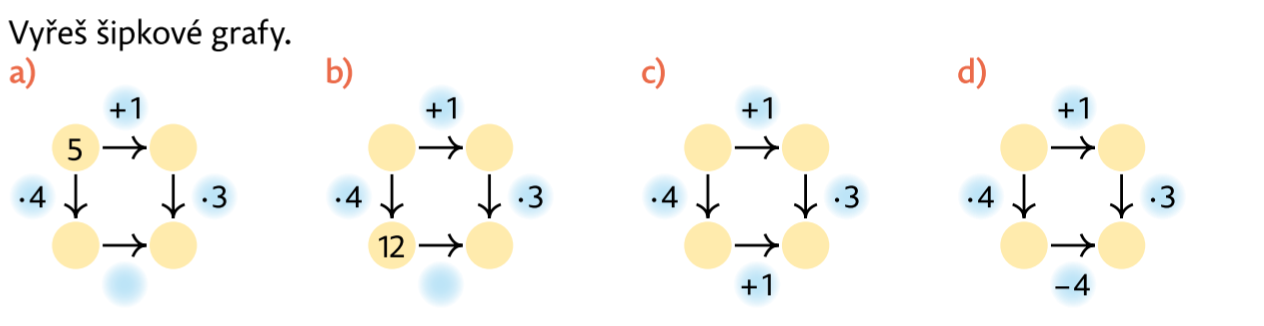 Vyřeš šipkové grafy.
a) b) c) d)
+1 +1 +1 +1
5
·4 ·3 ·4 ·3 ·4 ·3 ·4 ·3
12
+1 −4